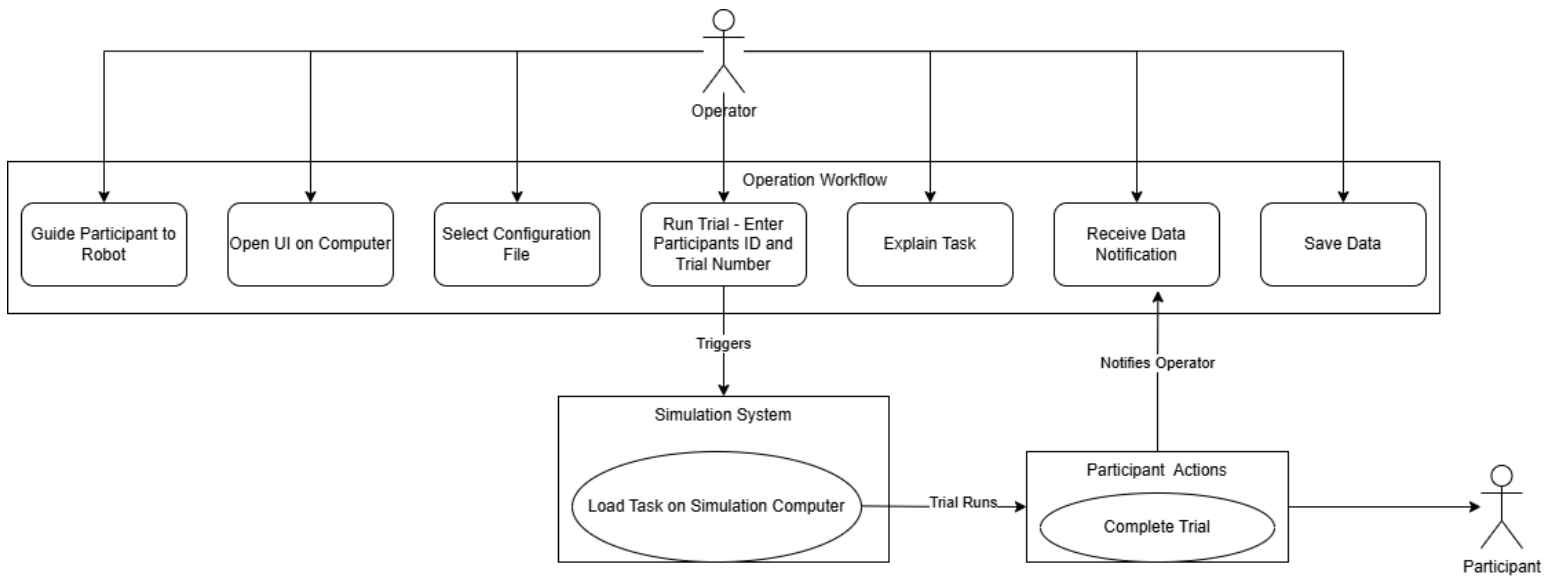 Operator
Operation Workflow
Guide Participant to
Robot
Open UI on Computer
Select Configuration
File
Run Trial - Enter
Participants ID and
Trial Number
Explain Task
Receive Data
Notification
Save Data
Triggers
Notifies Operator
Simulation System
Load Task on Simulation Computer
Trial Runs
Participant Actions
Complete Trial
Participant